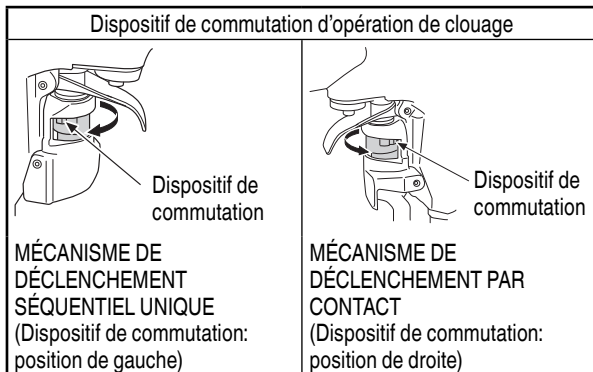 Dispositif de commutation d'opération de clouage
Dispositif de
commutation
MÉCANISME DE
DÉCLENCHEMENT
SÉQUENTIEL UNIQUE
(Dispositif de commutation:
position de gauche)
Dispositif de
commutation
MÉCANISME DE
DÉCLENCHEMENT PAR
CONTACT
(Dispositif de commutation:
position de droite)